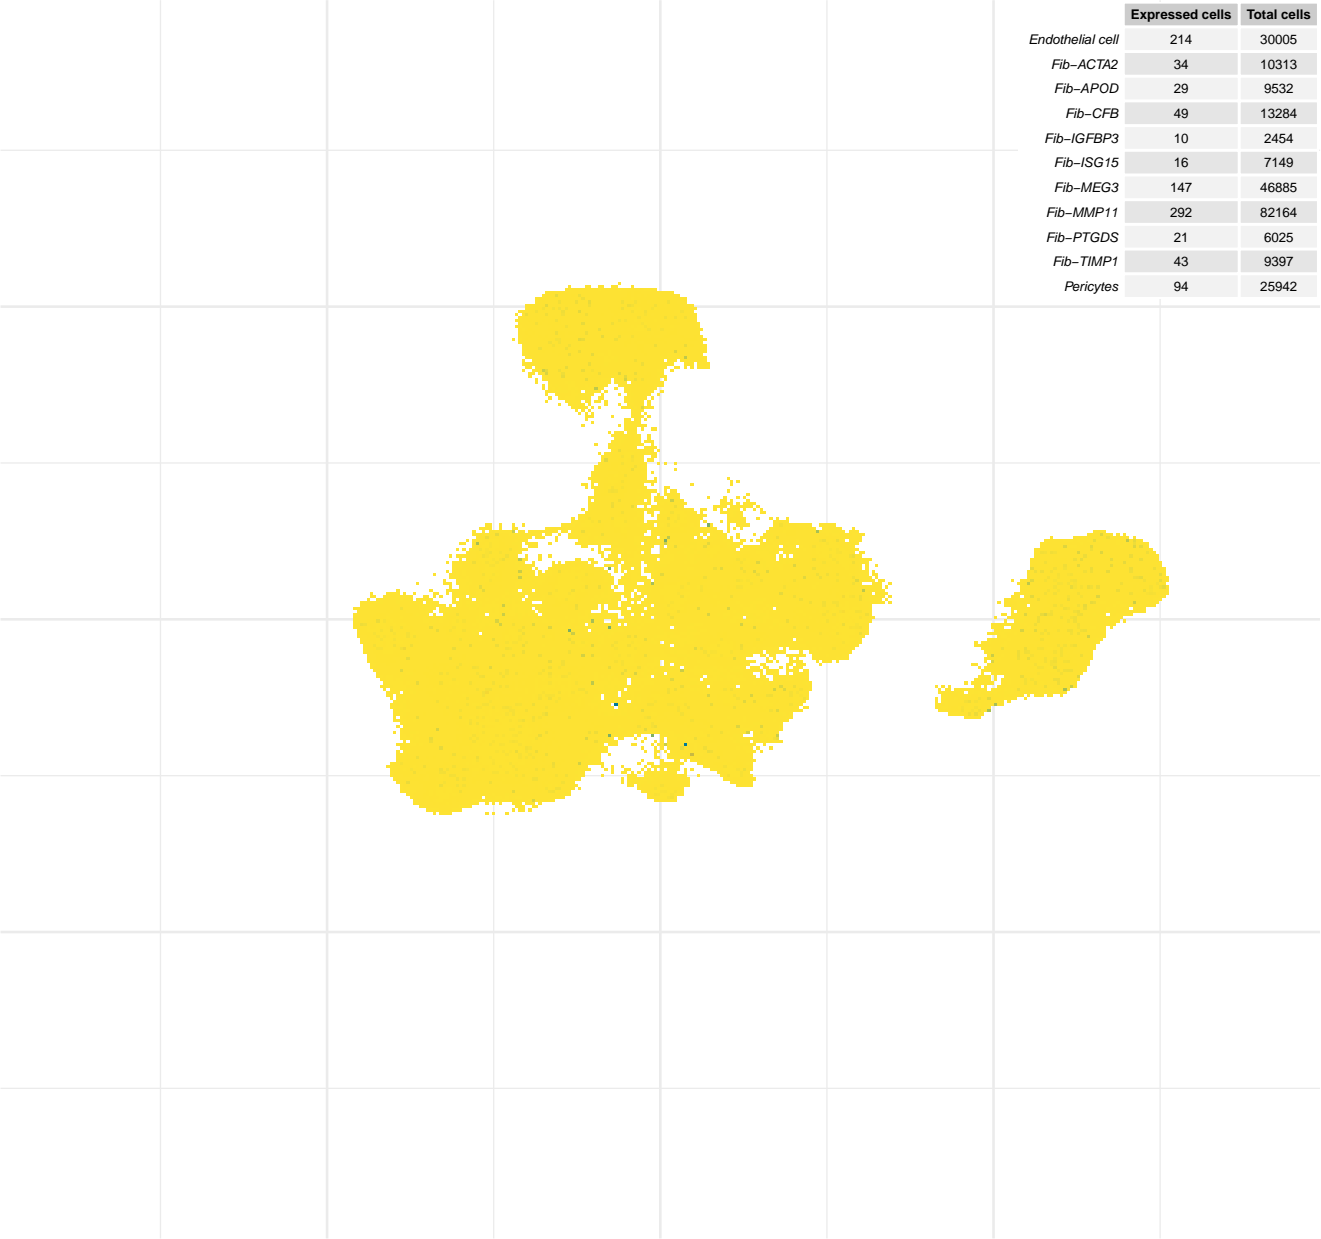 Expressed cells Total cells
Endothelial cell 214 30005
Fib−ACTA2 34 10313
Fib−APOD 29 9532
Fib−CFB 49 13284
Fib−IGFBP3 10 2454
Fib−ISG15 16 7149
Fib−MEG3 147 46885
Fib−MMP11 292 82164
Fib−PTGDS 21 6025
Fib−TIMP1 43 9397
Pericytes 94 25942